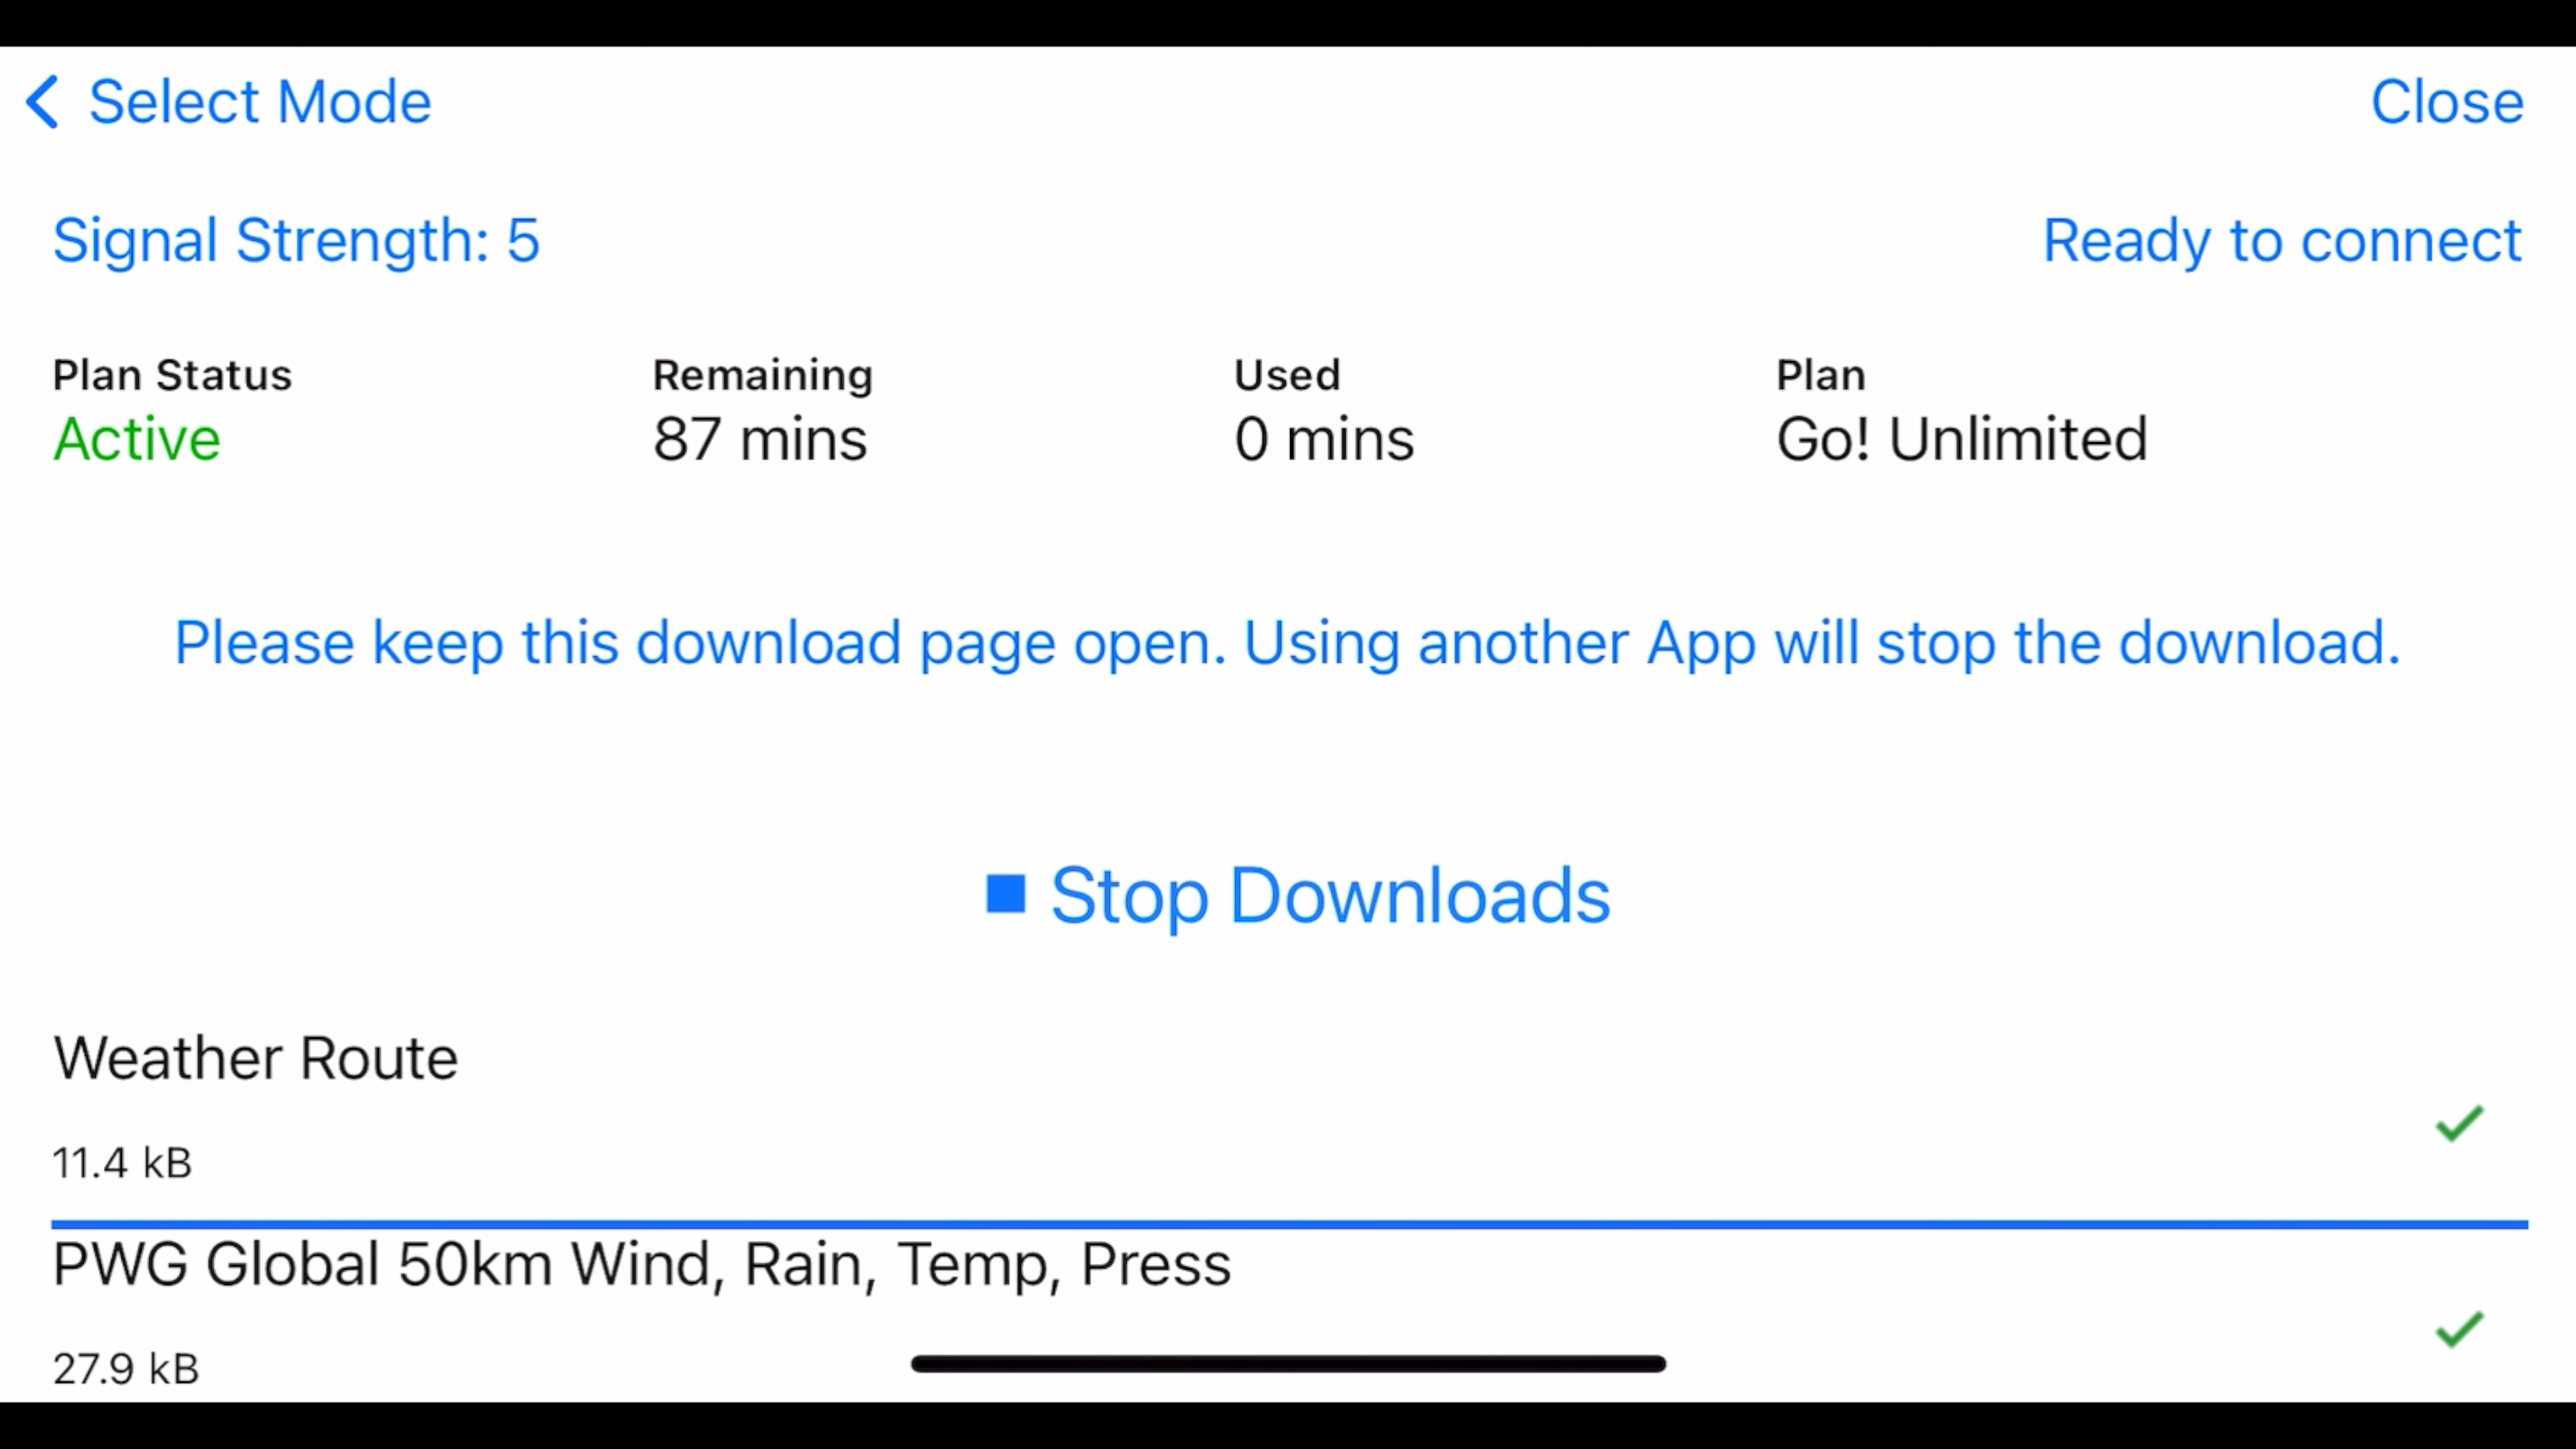 Select Mode
Close
Signal Strength: 5
Ready to connect
Plan Status
Remaining
Used
Plan
Active
87 mins
0 mins
Go! Unlimited
Please keep this download page open. Using another App will stop the download.
Stop Downloads
Weather Route
11.4 kB
PWG Global 50km Wind, Rain, Temp, Press
27.9 kB